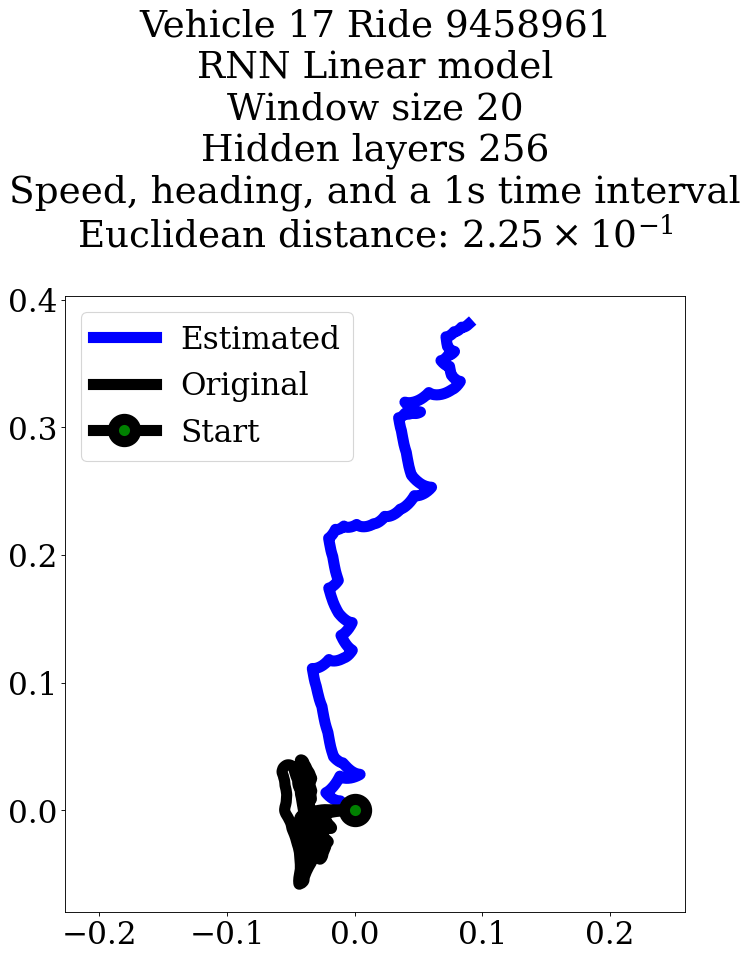 Vehicle 17 Ride 9458961
RNN Linear model
Window size 20
Hidden layers 256
Speed, heading, and a 1s time interval
Euclidean distance: 2.25 × 10⁻¹
0.4
Estimated
Original
Start
0.3
0.2
0.1
0.0
−0.2
−0.1
0.0
0.1
0.2